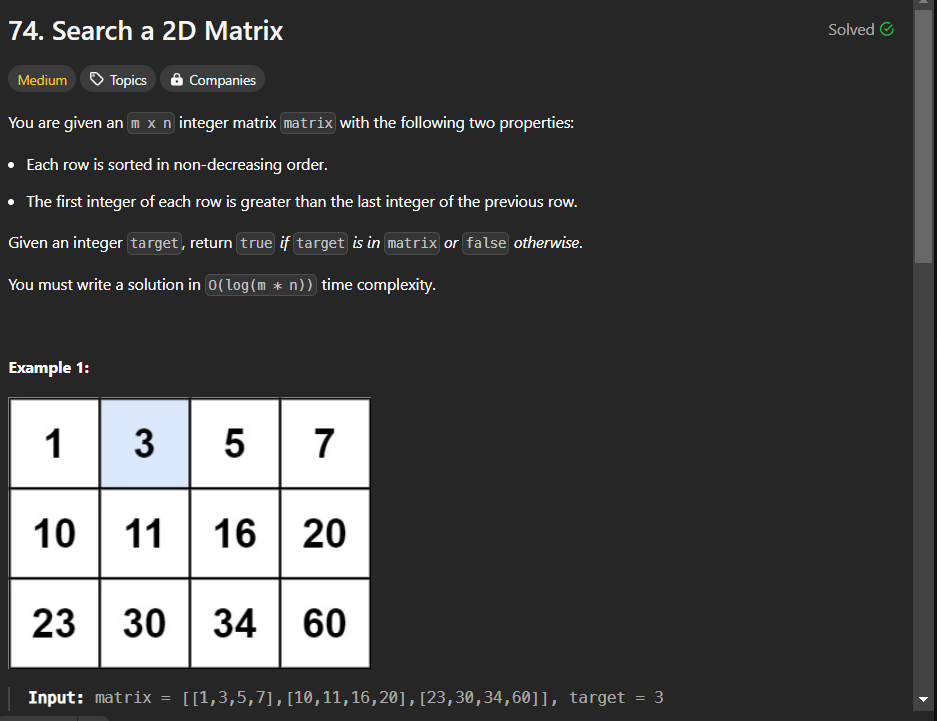 74. Search a 2D Matrix
Solved
Medium Topics Companies
You are given an m x n integer matrix matrix with the following two properties:
• Each row is sorted in non-decreasing order.
• The first integer of each row is greater than the last integer of the previous row.
Given an integer target, return true if target is in matrix or false otherwise.
You must write a solution in O(log(m * n)) time complexity.
Example 1:
1 3 5 7
10 11 16 20
23 30 34 60
Input: matrix = [[1,3,5,7],[10,11,16,20],[23,30,34,60]], target = 3